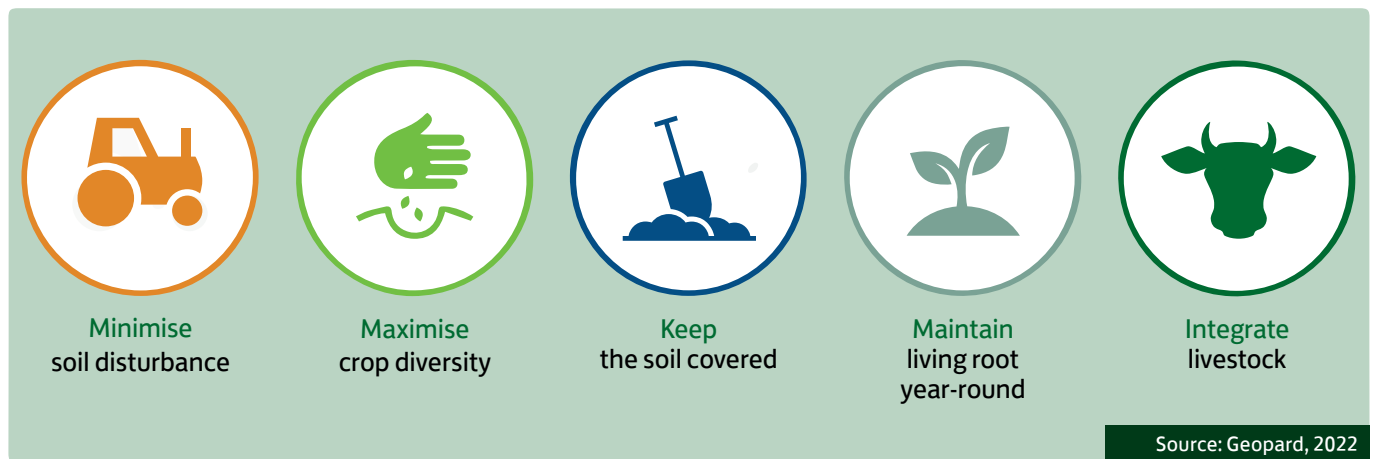 Minimise
soil disturbance
Maximise
crop diversity
Keep
the soil covered
Maintain
living root
year-round
Integrate
livestock
Source: Geopard, 2022